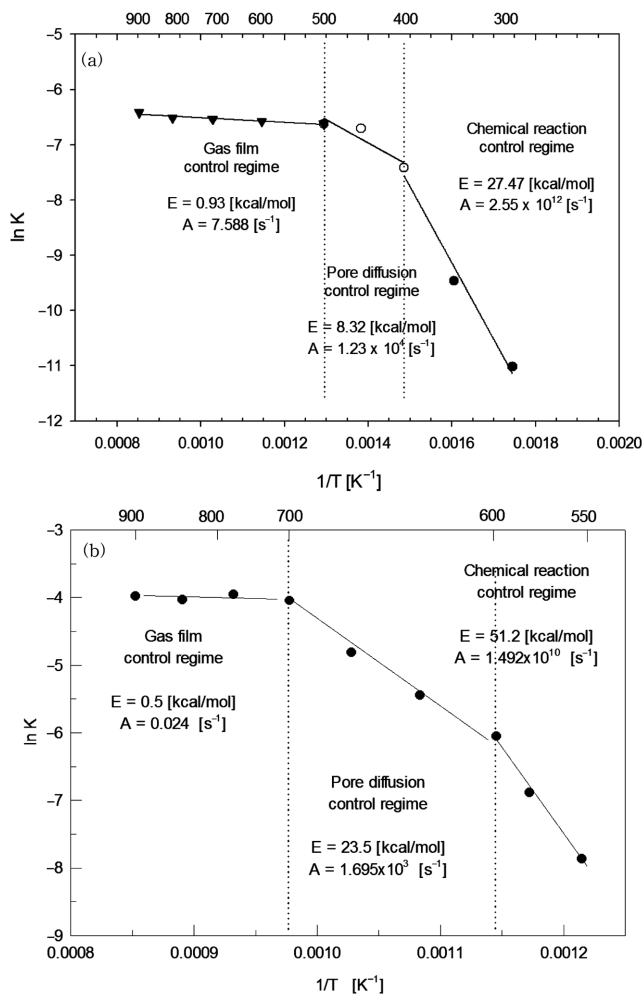 900 800 700 600 500 400 300
-5
(a)
-6
-7
-8
-9
-10
-11
-12
ln K
Gas film
control regime
E = 0.93 [kcal/mol]
A = 7.588 [s⁻¹]
Pore diffusion
control regime
E = 8.32 [kcal/mol]
A = 1.23 x 10⁴ [s⁻¹]
Chemical reaction
control regime
E = 27.47 [kcal/mol]
A = 2.55 x 10¹² [s⁻¹]
0.0008 0.0010 0.0012 0.0014 0.0016 0.0018 0.0020
1/T [K⁻¹]
900 800 700 600 550
-3
(b)
-4
-5
-6
-7
-8
-9
ln K
Gas film
control regime
E = 0.5 [kcal/mol]
A = 0.024 [s⁻¹]
Pore diffusion
control regime
E = 23.5 [kcal/mol]
A = 1.695x10³ [s⁻¹]
Chemical reaction
control regime
E = 51.2 [kcal/mol]
A = 1.492x10¹⁰ [s⁻¹]
0.0008 0.0009 0.0010 0.0011 0.0012
1/T [K⁻¹]